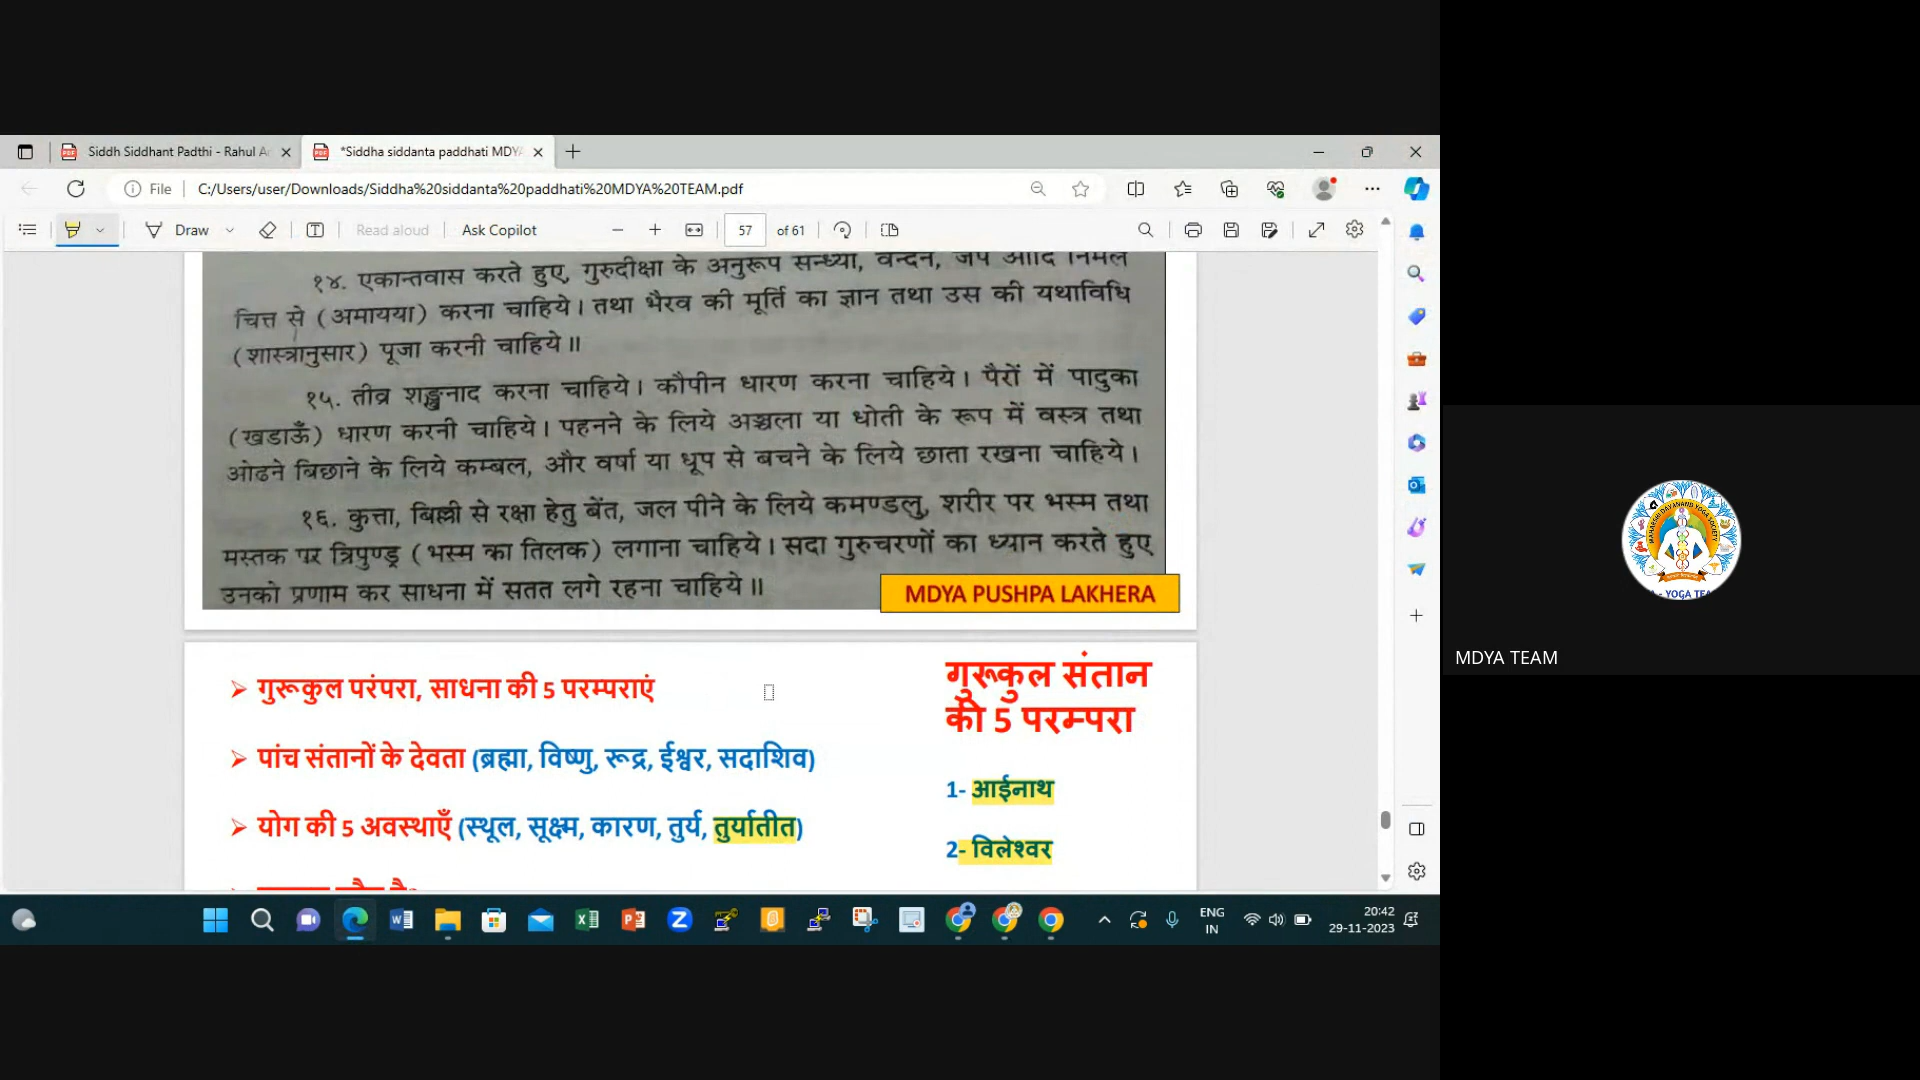 Siddh Siddhant Padthi - Rahul A
*Siddha siddanta paddhati MDYA
File
C:/Users/user/Downloads/Siddha%20siddanta%20paddhati%20MDYA%20TEAM.pdf
Draw
Read aloud
Ask Copilot
57
of 61
१४. एकान्तवास करते हुए, गुरुदीक्षा के अनुरूप सन्ध्या, वन्दन, जप आदि निर्मल
चित्त से (अमायया) करना चाहिये। तथा भैरव की मूर्ति का ज्ञान तथा उस की यथाविधि
(शास्त्रानुसार) पूजा करनी चाहिये॥
१५. तीव्र शङ्खनाद करना चाहिये। कौपीन धारण करना चाहिये। पैरों में पादुका
(खडाऊँ) धारण करनी चाहिये। पहनने के लिये अञ्चला या धोती के रूप में वस्त्र तथा
ओढने बिछाने के लिये कम्बल, और वर्षा या धूप से बचने के लिये छाता रखना चाहिये।
१६. कुत्ता, बिल्ली से रक्षा हेतु बेंत, जल पीने के लिये कमण्डलु, शरीर पर भस्म तथा
मस्तक पर त्रिपुण्ड्र (भस्म का तिलक) लगाना चाहिये। सदा गुरुचरणों का ध्यान करते हुए
उनको प्रणाम कर साधना में सतत लगे रहना चाहिये॥
MDYA PUSHPA LAKHERA
गुरूकुल परंपरा, साधना की 5 परम्पराएं
पांच संतानों के देवता (ब्रह्मा, विष्णु, रूद्र, ईश्वर, सदाशिव)
योग की 5 अवस्थाएँ (स्थूल, सूक्ष्म, कारण, तुर्य, तुर्यातीत)
गुरूकुल संतान
की 5 परम्परा
1- आईनाथ
2- विलेश्वर
MDYA TEAM
ENG
IN
20:42
29-11-2023